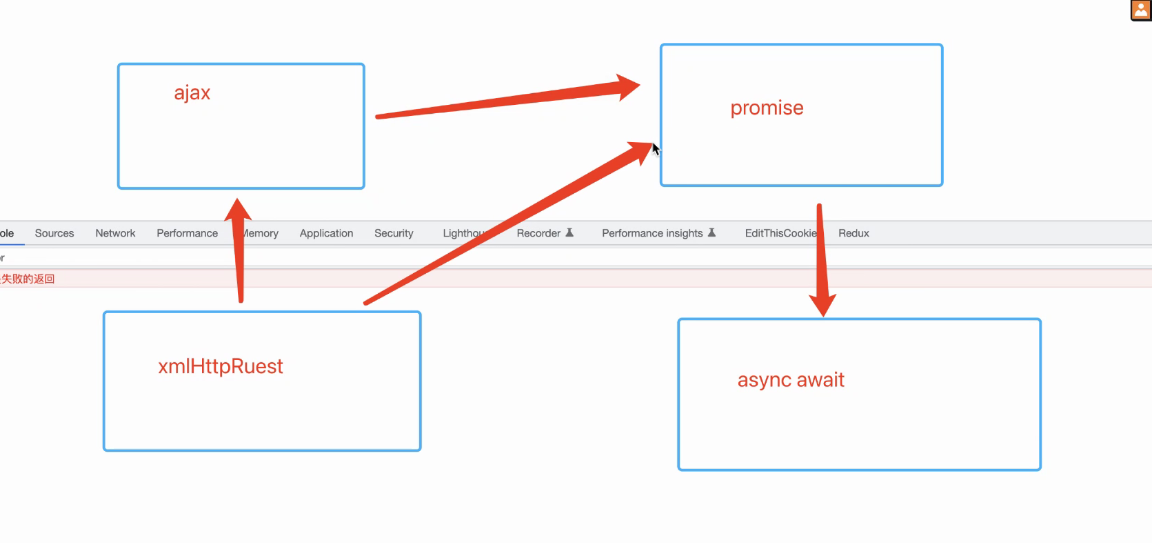 ajax
promise
ole
Sources
Network
Performance
Memory
Application
Security
Lighthou
Recorder
Performance insights
EditThisCookie
Redux
r
失败的返回
xmlHttpRuest
async await